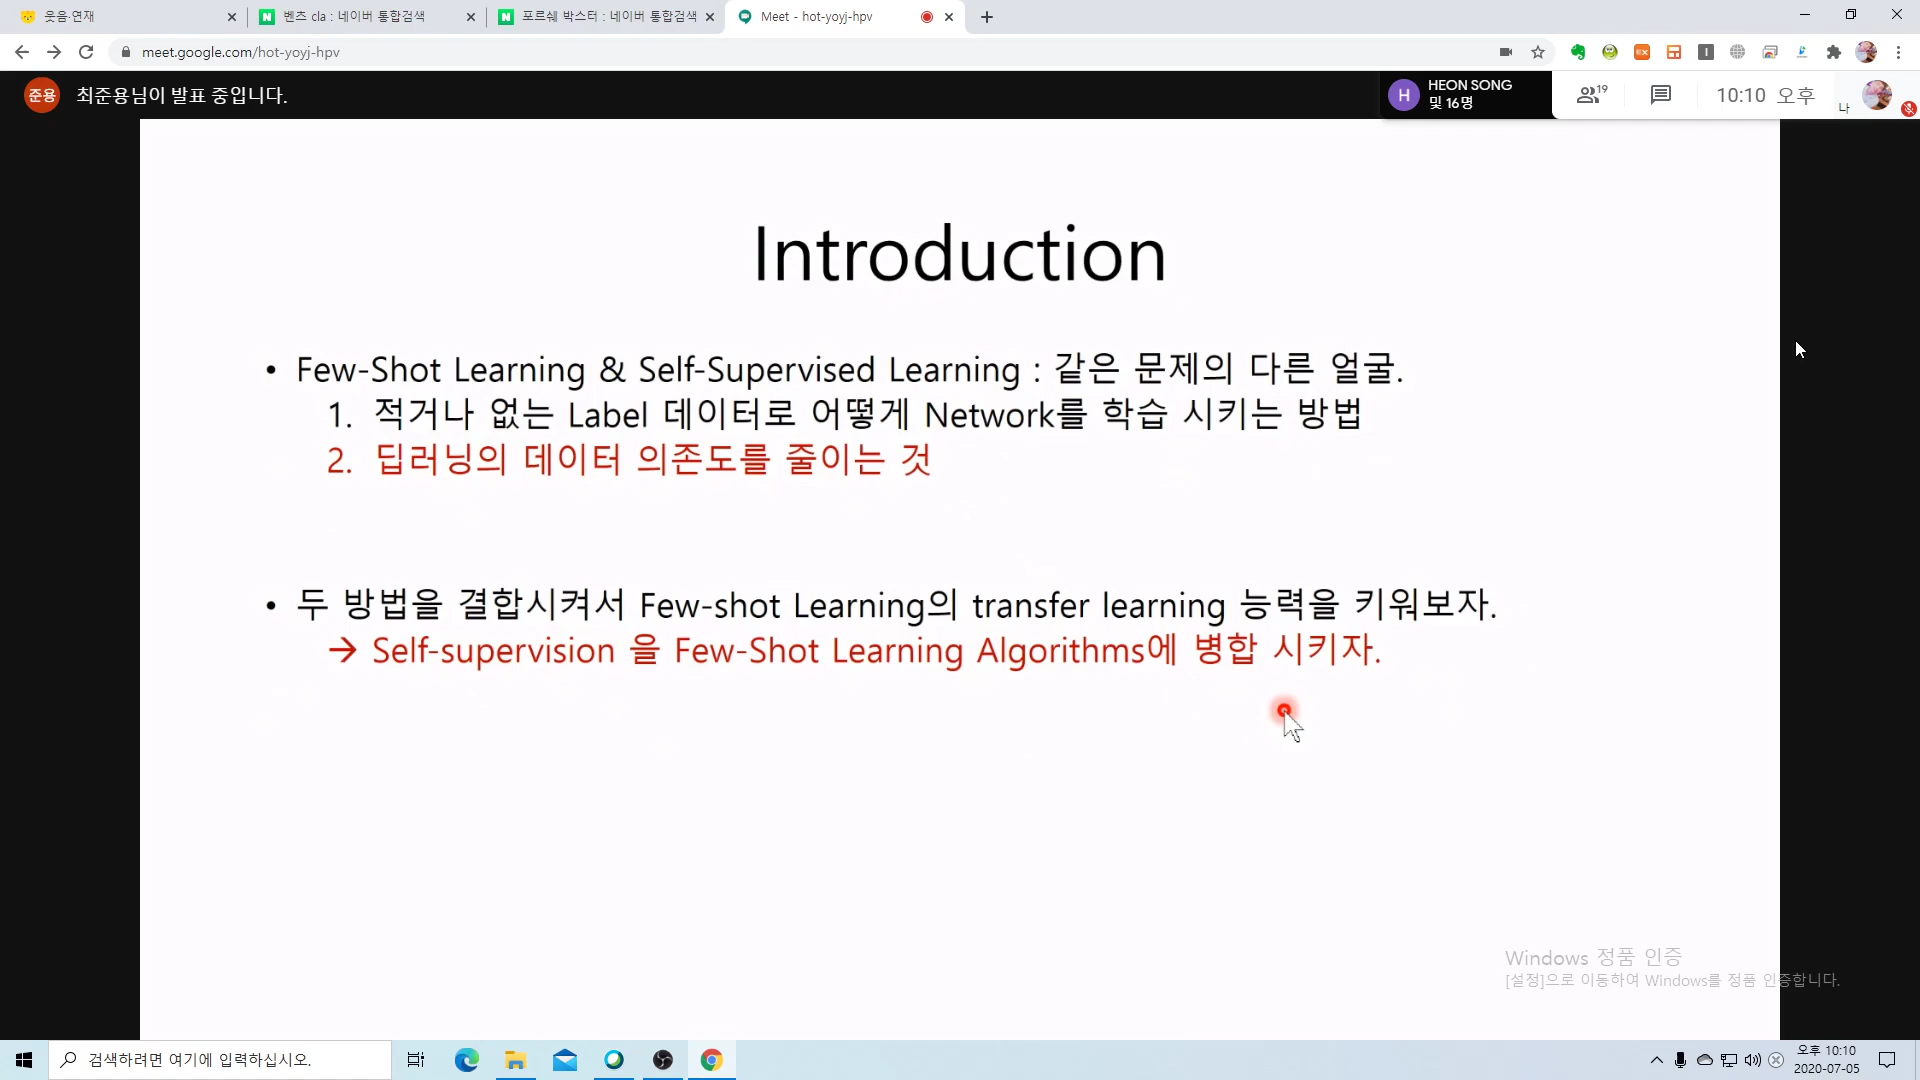 웃음·연재
벤츠 cla : 네이버 통합검색
포르쉐 박스터 : 네이버 통합검색
Meet - hot-yoyj-hpv
meet.google.com/hot-yoyj-hpv
준용
최준용님이 발표 중입니다.
H
HEON SONG
및 16명
19
10:10 오후
나
Introduction
• Few-Shot Learning & Self-Supervised Learning : 같은 문제의 다른 얼굴.
1. 적거나 없는 Label 데이터로 어떻게 Network를 학습 시키는 방법
2. 딥러닝의 데이터 의존도를 줄이는 것
• 두 방법을 결합시켜서 Few-shot Learning의 transfer learning 능력을 키워보자.
→ Self-supervision 을 Few-Shot Learning Algorithms에 병합 시키자.
Windows 정품 인증
[설정]으로 이동하여 Windows를 정품 인증합니다.
검색하려면 여기에 입력하십시오.
오후 10:10
2020-07-05